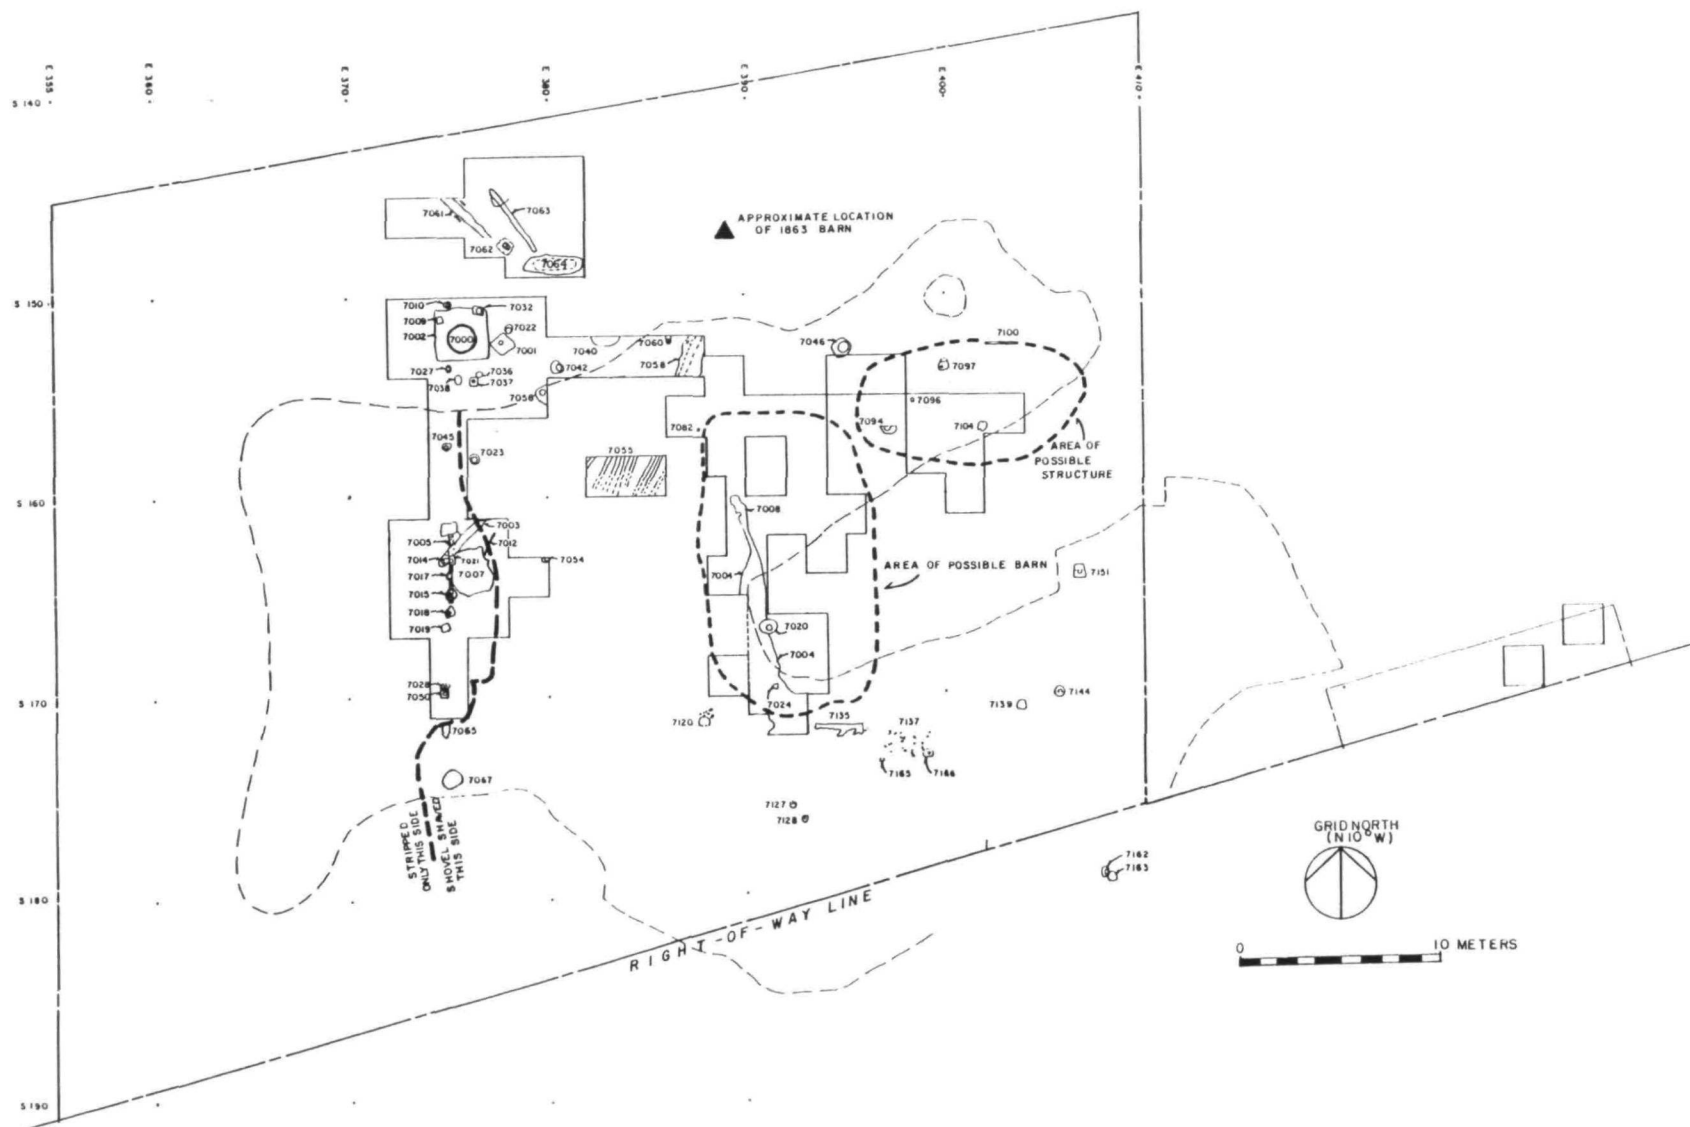 E 355
E 360
E 370
E 380
E 390
E 400
E 410
S 140
S 150
S 160
S 170
S 180
S 190
7061
7063
7062
7064
APPROXIMATE LOCATION
OF 1863 BARN
7010
7032
7009
7022
7002
7000
7001
7040
7060
7046
7100
7027
7036
7042
7058
7097
7038
7037
7058
7096
7082
7094
7104
AREA OF
POSSIBLE
STRUCTURE
7045
7023
7055
7008
7003
7005
7012
7014
7021
7054
7017
7007
7004
AREA OF POSSIBLE BARN
7151
7015
7018
7019
7020
7004
7028
7050
7024
7139
7144
7065
7120
7135
7137
7067
7165
7166
7127
7128
STRIPPED
ONLY THIS SIDE
SHOVEL SHAVED
THIS SIDE
7162
7163
GRID NORTH
(N10°W)
RIGHT-OF-WAY LINE
0
10 METERS